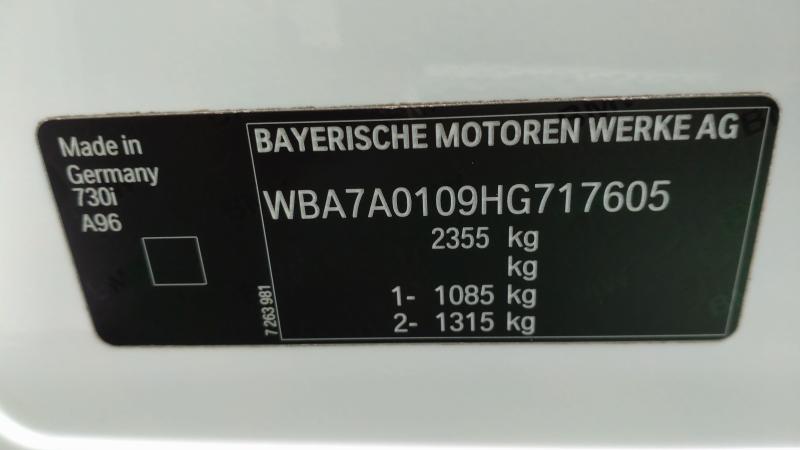 Made in
Germany
730i
A96
BAYERISCHE MOTOREN WERKE AG
WBA7A0109HG717605
2355 kg
kg
1- 1085 kg
2- 1315 kg
7 263 981